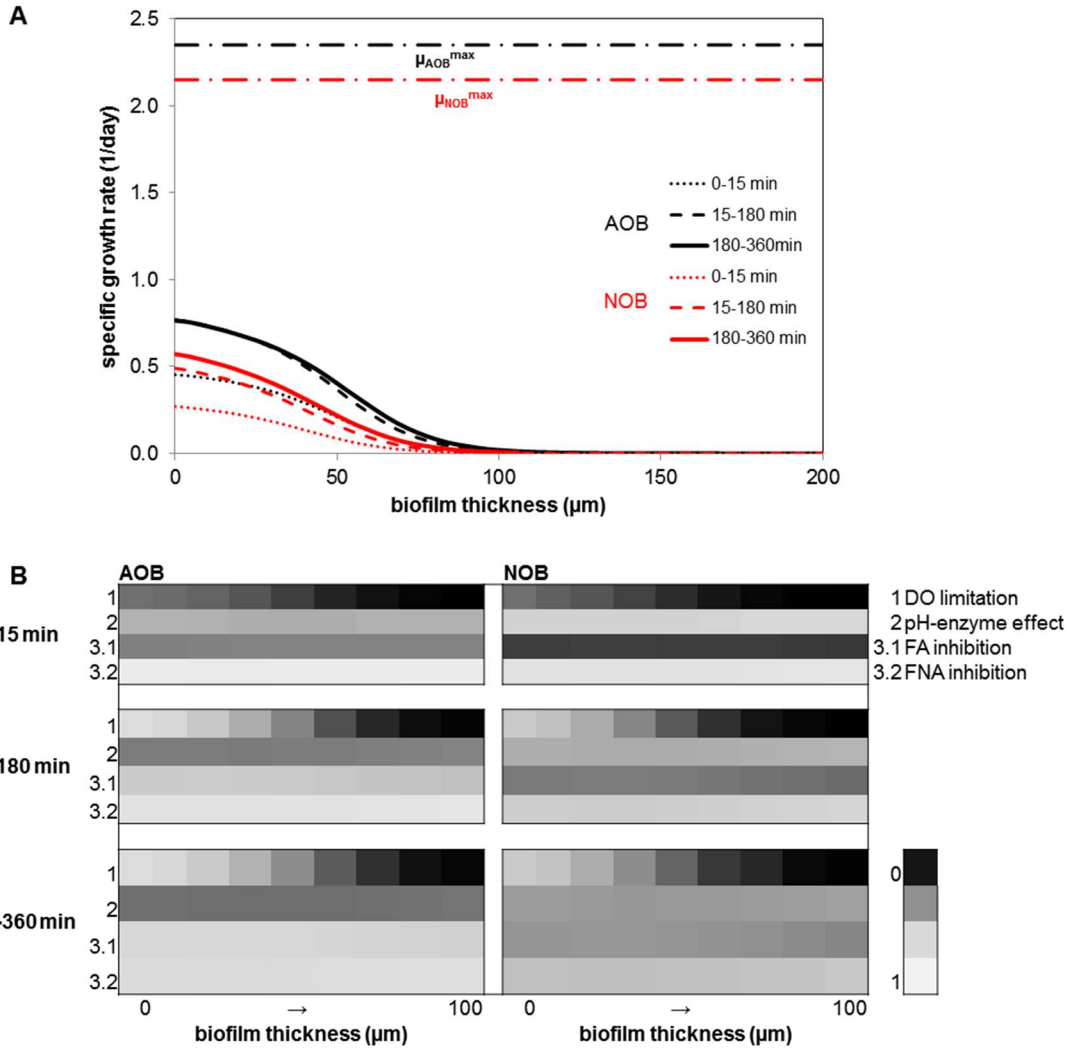 A
2.5
2.0
1.5
1.0
0.5
0.0
specific growth rate (1/day)
μAOBmax
μNOBmax
AOB
0-15 min
15-180 min
180-360min
NOB
0-15 min
15-180 min
180-360 min
0 50 100 150 200
biofilm thickness (μm)
B
AOB NOB
15 min
1
2
3.1
3.2
1 DO limitation
2 pH-enzyme effect
3.1 FA inhibition
3.2 FNA inhibition
180 min
1
2
3.1
3.2
-360 min
1
2
3.1
3.2
0
1
0 → 100 0 → 100
biofilm thickness (μm) biofilm thickness (μm)